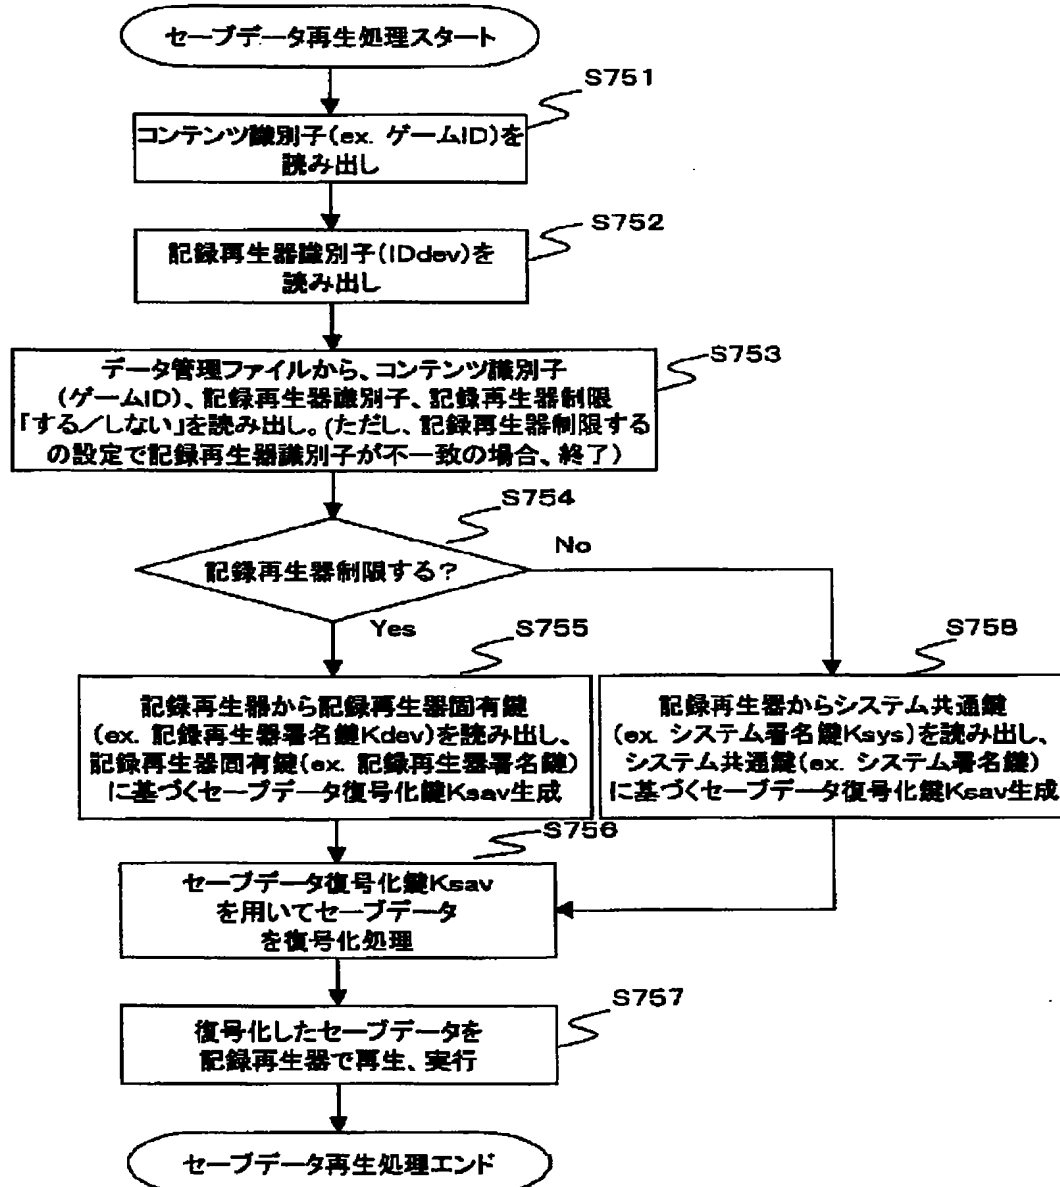 セーブデータ再生処理スタート
S751
コンテンツ識別子(ex. ゲームID)を
読み出し
S752
記録再生器識別子(IDdev)を
読み出し
S753
データ管理ファイルから、コンテンツ識別子
(ゲームID)、記録再生器識別子、記録再生器制限
「する/しない」を読み出し。(ただし、記録再生器制限する
の設定で記録再生器識別子が不一致の場合、終了)
S754
記録再生器制限する?
No
Yes
S755
記録再生器から記録再生器固有鍵
(ex. 記録再生器署名鍵Kdev)を読み出し、
記録再生器固有鍵(ex. 記録再生器署名鍵)
に基づくセーブデータ復号化鍵Ksav生成
S758
記録再生器からシステム共通鍵
(ex. システム署名鍵Ksys)を読み出し、
システム共通鍵(ex. システム署名鍵)
に基づくセーブデータ復号化鍵Ksav生成
S756
セーブデータ復号化鍵Ksav
を用いてセーブデータ
を復号化処理
S757
復号化したセーブデータを
記録再生器で再生、実行
セーブデータ再生処理エンド